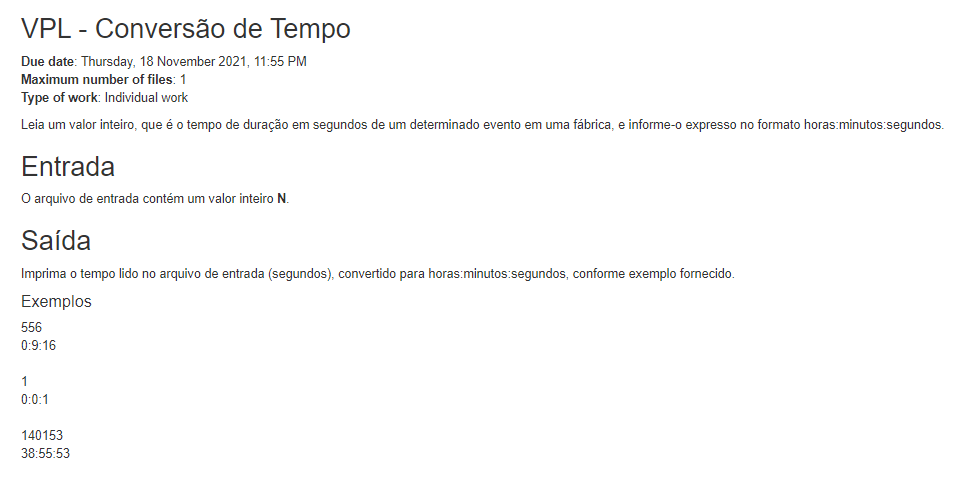 VPL - Conversão de Tempo
Due date: Thursday, 18 November 2021, 11:55 PM
Maximum number of files: 1
Type of work: Individual work
Leia um valor inteiro, que é o tempo de duração em segundos de um determinado evento em uma fábrica, e informe-o expresso no formato horas:minutos:segundos.
Entrada
O arquivo de entrada contém um valor inteiro N.
Saída
Imprima o tempo lido no arquivo de entrada (segundos), convertido para horas:minutos:segundos, conforme exemplo fornecido.
Exemplos
556
0:9:16
1
0:0:1
140153
38:55:53